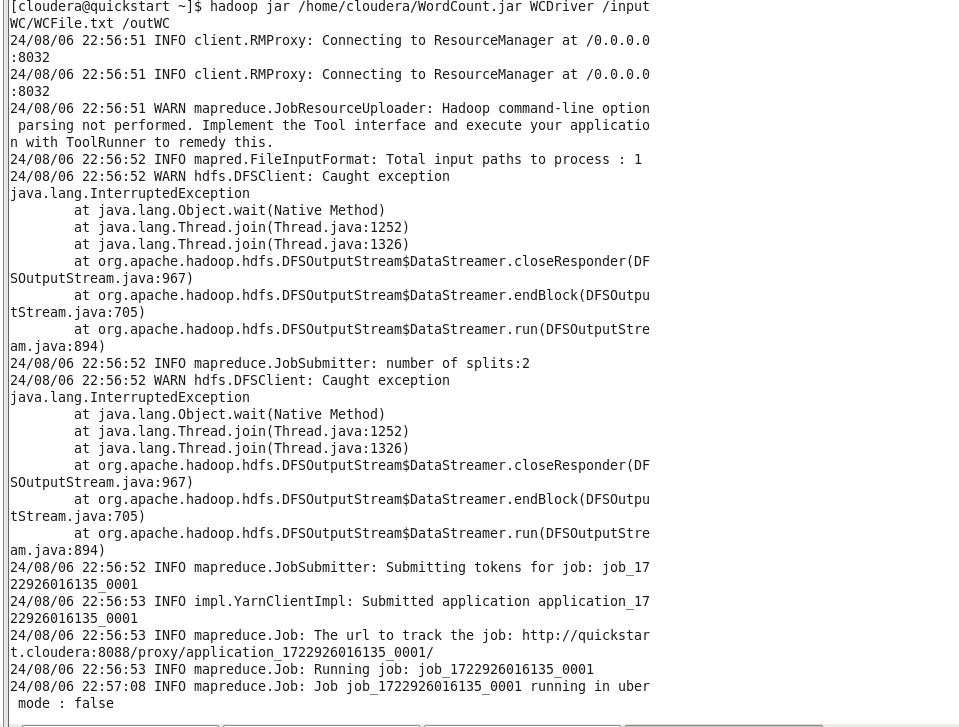 [cloudera@quickstart ~]$ hadoop jar /home/cloudera/WordCount.jar WCDriver /input
WC/WCFile.txt /outWC
24/08/06 22:56:51 INFO client.RMProxy: Connecting to ResourceManager at /0.0.0.0
:8032
24/08/06 22:56:51 INFO client.RMProxy: Connecting to ResourceManager at /0.0.0.0
:8032
24/08/06 22:56:51 WARN mapreduce.JobResourceUploader: Hadoop command-line option
 parsing not performed. Implement the Tool interface and execute your applicatio
n with ToolRunner to remedy this.
24/08/06 22:56:52 INFO mapred.FileInputFormat: Total input paths to process : 1
24/08/06 22:56:52 WARN hdfs.DFSClient: Caught exception
java.lang.InterruptedException
        at java.lang.Object.wait(Native Method)
        at java.lang.Thread.join(Thread.java:1252)
        at java.lang.Thread.join(Thread.java:1326)
        at org.apache.hadoop.hdfs.DFSOutputStream$DataStreamer.closeResponder(DF
SOutputStream.java:967)
        at org.apache.hadoop.hdfs.DFSOutputStream$DataStreamer.endBlock(DFSOutpu
tStream.java:705)
        at org.apache.hadoop.hdfs.DFSOutputStream$DataStreamer.run(DFSOutputStre
am.java:894)
24/08/06 22:56:52 INFO mapreduce.JobSubmitter: number of splits:2
24/08/06 22:56:52 WARN hdfs.DFSClient: Caught exception
java.lang.InterruptedException
        at java.lang.Object.wait(Native Method)
        at java.lang.Thread.join(Thread.java:1252)
        at java.lang.Thread.join(Thread.java:1326)
        at org.apache.hadoop.hdfs.DFSOutputStream$DataStreamer.closeResponder(DF
SOutputStream.java:967)
        at org.apache.hadoop.hdfs.DFSOutputStream$DataStreamer.endBlock(DFSOutpu
tStream.java:705)
        at org.apache.hadoop.hdfs.DFSOutputStream$DataStreamer.run(DFSOutputStre
am.java:894)
24/08/06 22:56:52 INFO mapreduce.JobSubmitter: Submitting tokens for job: job_17
22926016135_0001
24/08/06 22:56:53 INFO impl.YarnClientImpl: Submitted application application_17
22926016135_0001
24/08/06 22:56:53 INFO mapreduce.Job: The url to track the job: http://quickstar
t.cloudera:8088/proxy/application_1722926016135_0001/
24/08/06 22:56:53 INFO mapreduce.Job: Running job: job_1722926016135_0001
24/08/06 22:57:08 INFO mapreduce.Job: Job job_1722926016135_0001 running in uber
 mode : false